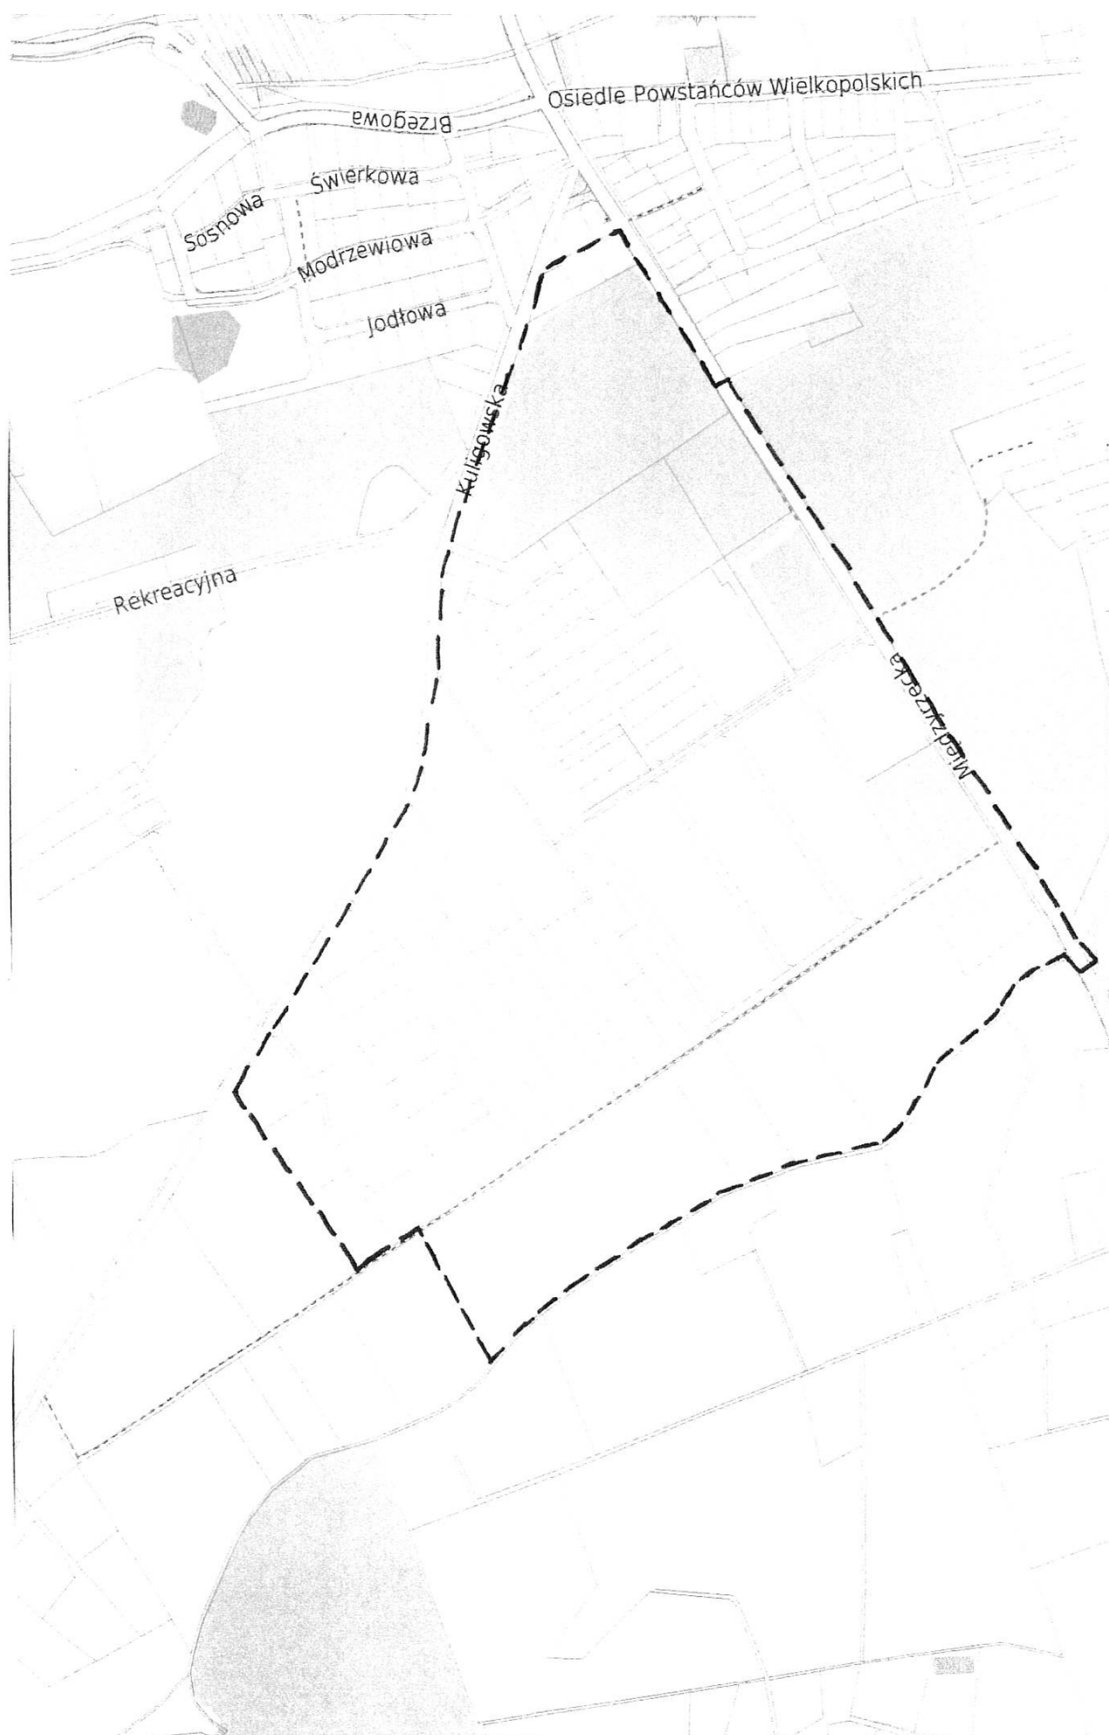 Osiedle Powstańców Wielkopolskich
Brzegowa
Świerkowa
Sosnowa
Modrzewiowa
Jodłowa
Kuligowska
Rekreacyjna
Międzyrzecka